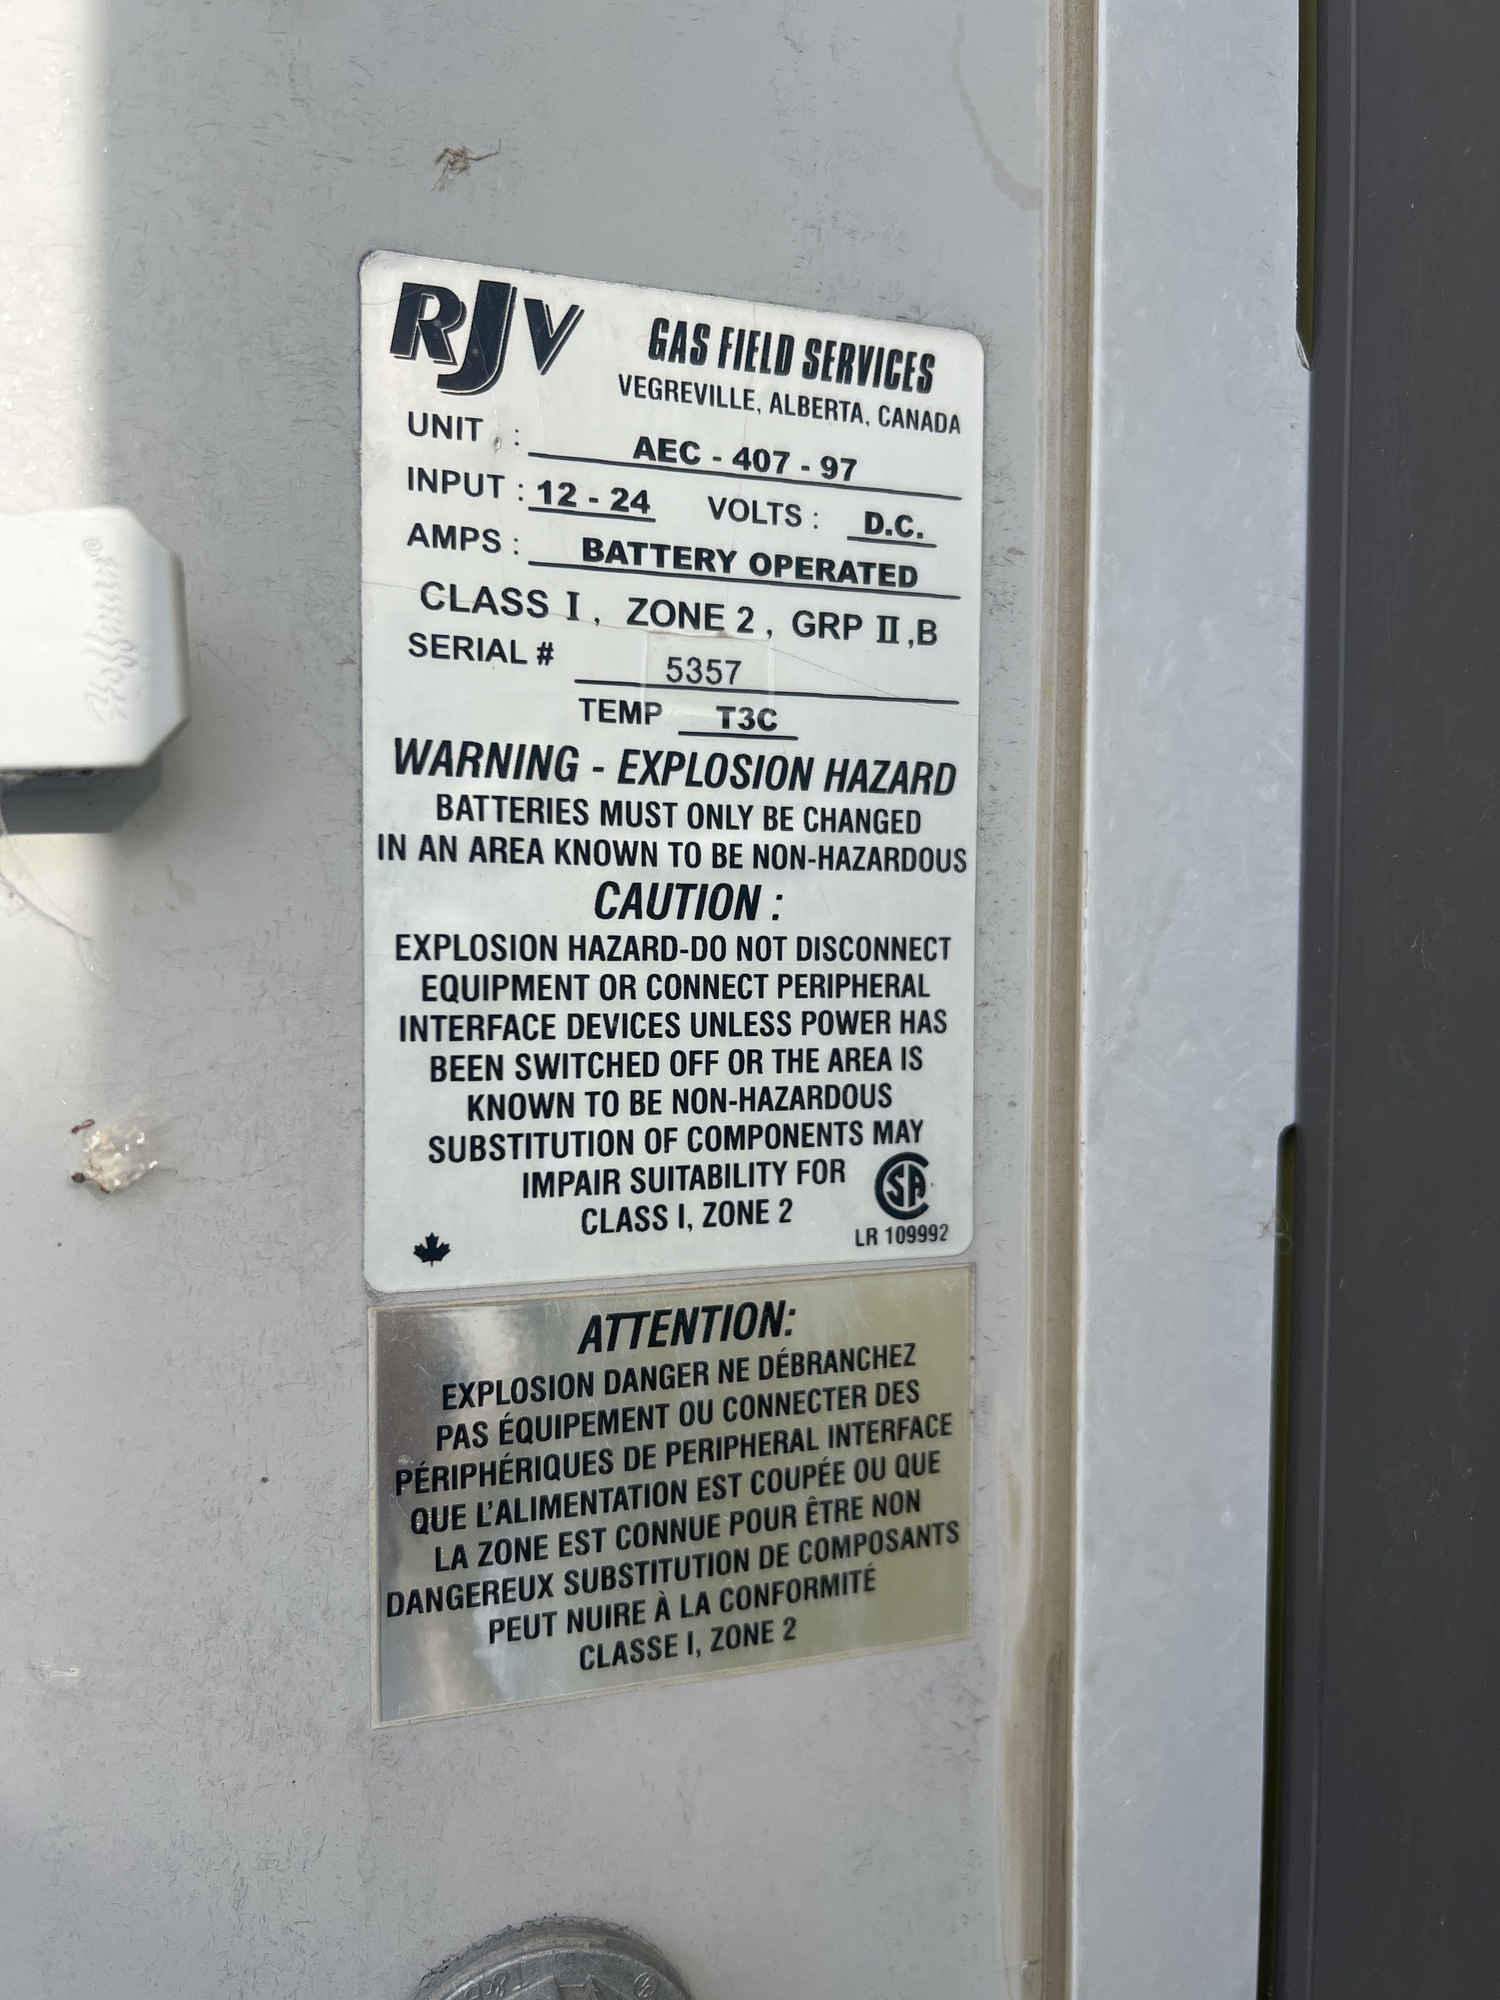 RJV GAS FIELD SERVICES
VEGREVILLE, ALBERTA, CANADA
UNIT : AEC - 407 - 97
INPUT : 12 - 24 VOLTS : D.C.
AMPS : BATTERY OPERATED
CLASS I, ZONE 2, GRP II,B
SERIAL # 5357
TEMP T3C
WARNING - EXPLOSION HAZARD
BATTERIES MUST ONLY BE CHANGED
IN AN AREA KNOWN TO BE NON-HAZARDOUS
CAUTION :
EXPLOSION HAZARD-DO NOT DISCONNECT
EQUIPMENT OR CONNECT PERIPHERAL
INTERFACE DEVICES UNLESS POWER HAS
BEEN SWITCHED OFF OR THE AREA IS
KNOWN TO BE NON-HAZARDOUS
SUBSTITUTION OF COMPONENTS MAY
IMPAIR SUITABILITY FOR
CLASS I, ZONE 2
SA
LR 109992
ATTENTION:
EXPLOSION DANGER NE DÉBRANCHEZ
PAS ÉQUIPEMENT OU CONNECTER DES
PÉRIPHÉRIQUES DE PERIPHERAL INTERFACE
QUE L'ALIMENTATION EST COUPÉE OU QUE
LA ZONE EST CONNUE POUR ÊTRE NON
DANGEREUX SUBSTITUTION DE COMPOSANTS
PEUT NUIRE À LA CONFORMITÉ
CLASSE I, ZONE 2
Hoffman®